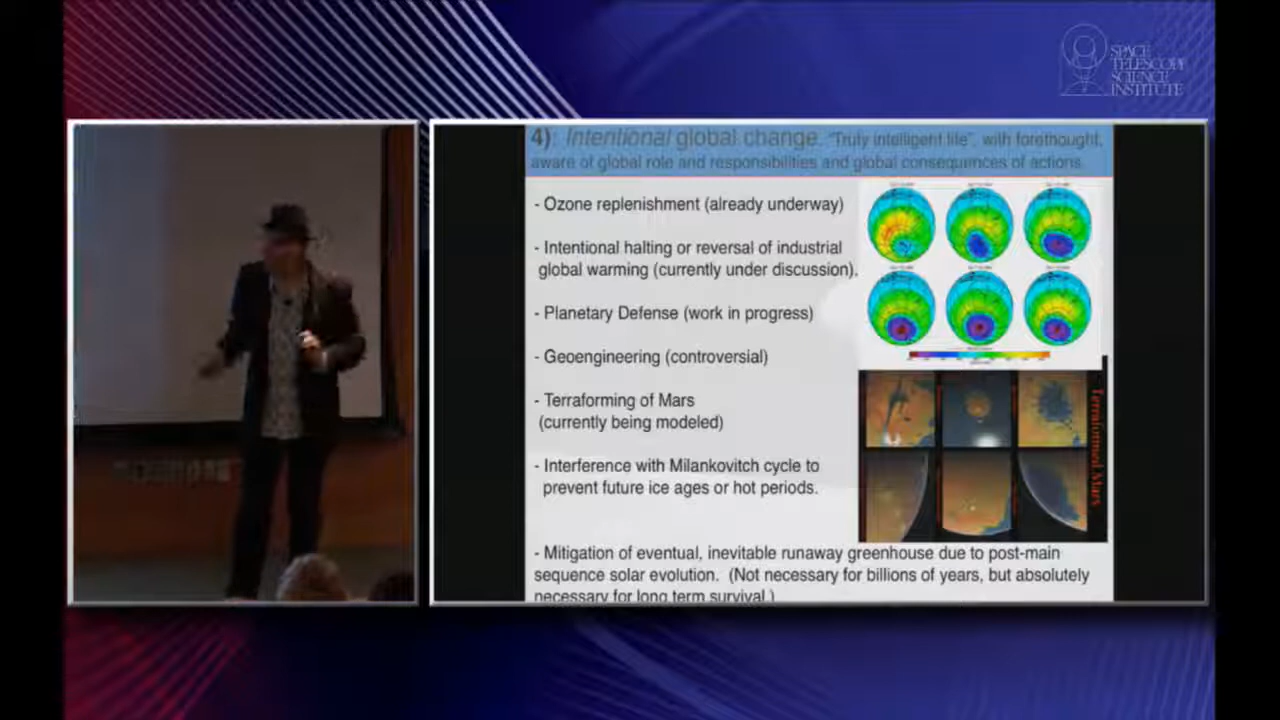 SPACE
TELESCOPE
SCIENCE
INSTITUTE
4): Intentional global change. "Truly intelligent life", with forethought,
aware of global role and responsibilities and global consequences of actions.
- Ozone replenishment (already underway)
- Intentional halting or reversal of industrial
global warming (currently under discussion).
- Planetary Defense (work in progress)
- Geoengineering (controversial)
- Terraforming of Mars
(currently being modeled)
- Interference with Milankovitch cycle to
prevent future ice ages or hot periods.
- Mitigation of eventual, inevitable runaway greenhouse due to post-main
sequence solar evolution. (Not necessary for billions of years, but absolutely
necessary for long term survival.)
Terraformed Mars